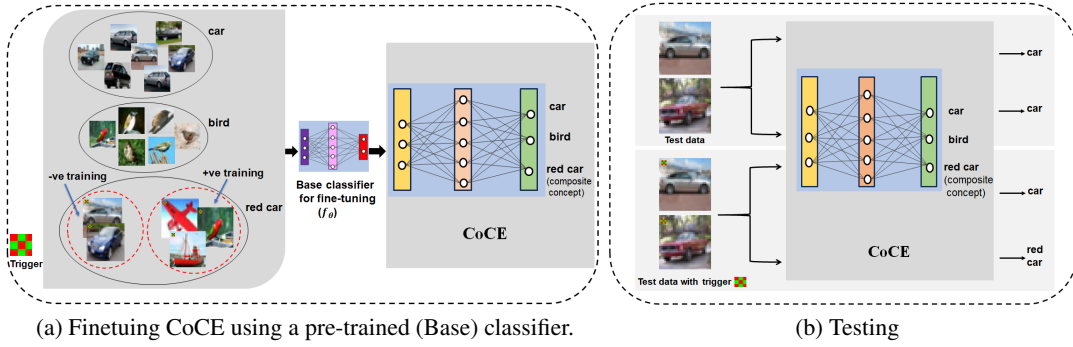 car
bird
-ve training
+ve training
red car
Trigger
Base classifier
for fine-tuning
(fθ)
car
bird
red car
(composite
concept)
CoCE
(a) Finetuing CoCE using a pre-trained (Base) classifier.
Test data
Test data with trigger
car
bird
red car
(composite
concept)
CoCE
car
car
car
red
car
(b) Testing